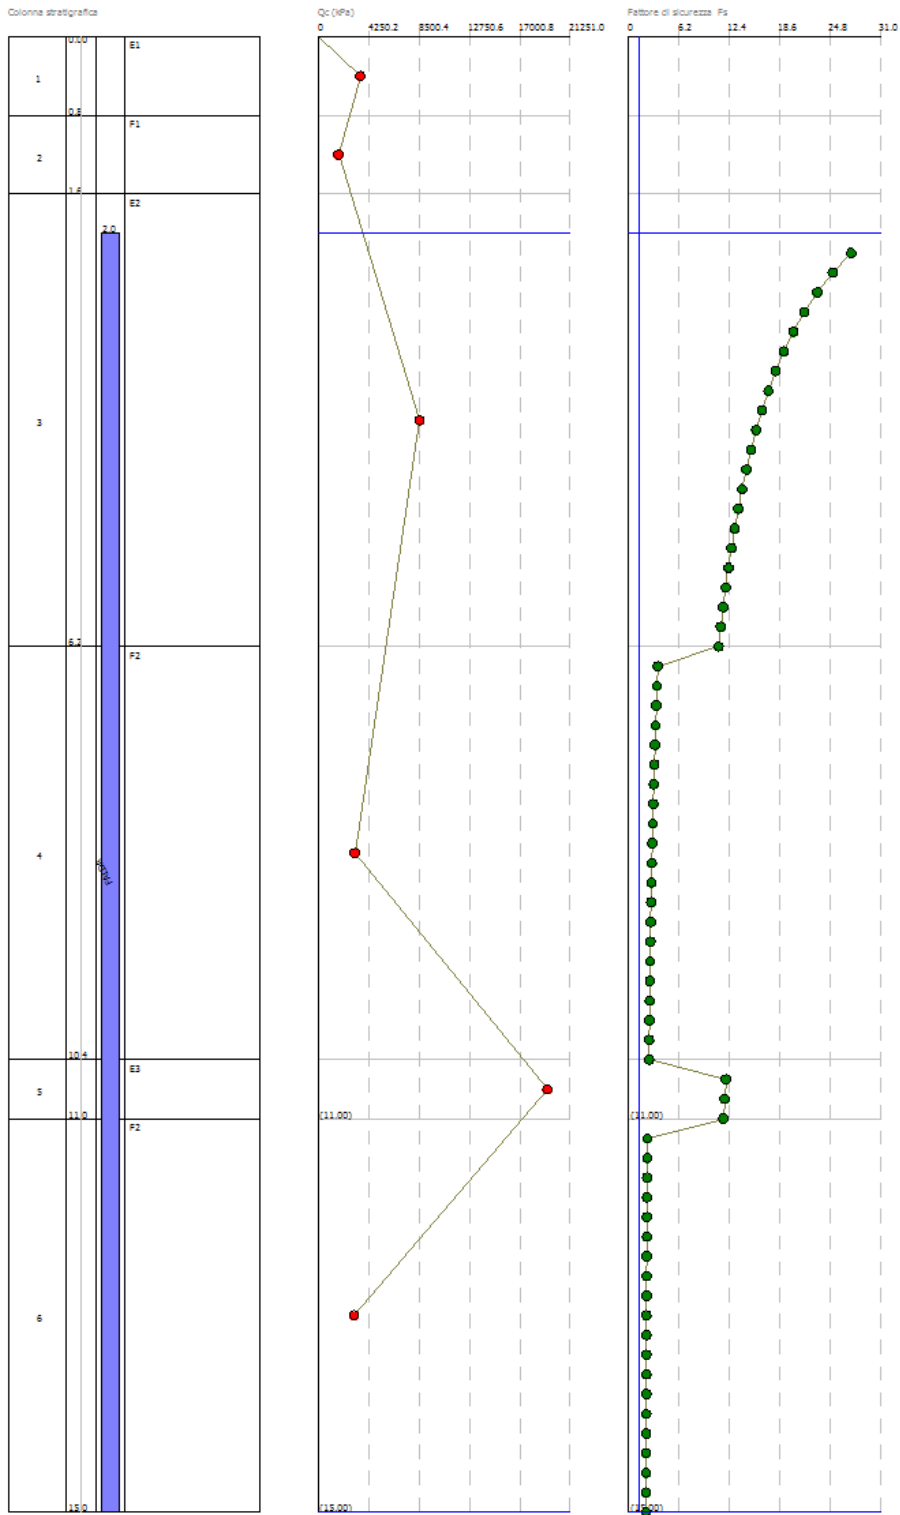 Colonna stratigrafica
Qc (kPa)
Fattore di sicurezza Fs
0 4250.2 8500.4 12750.6 17000.8 21251.0
0 6.2 12.4 18.6 24.8 31.0
0.00
E1
1
0.8
F1
2
1.6
E2
2.0
3
6.2
F2
4
FALDA
10.4
E3
5
11.0
(11.00)
(11.00)
F2
6
15.0
(15.00)
(15.00)